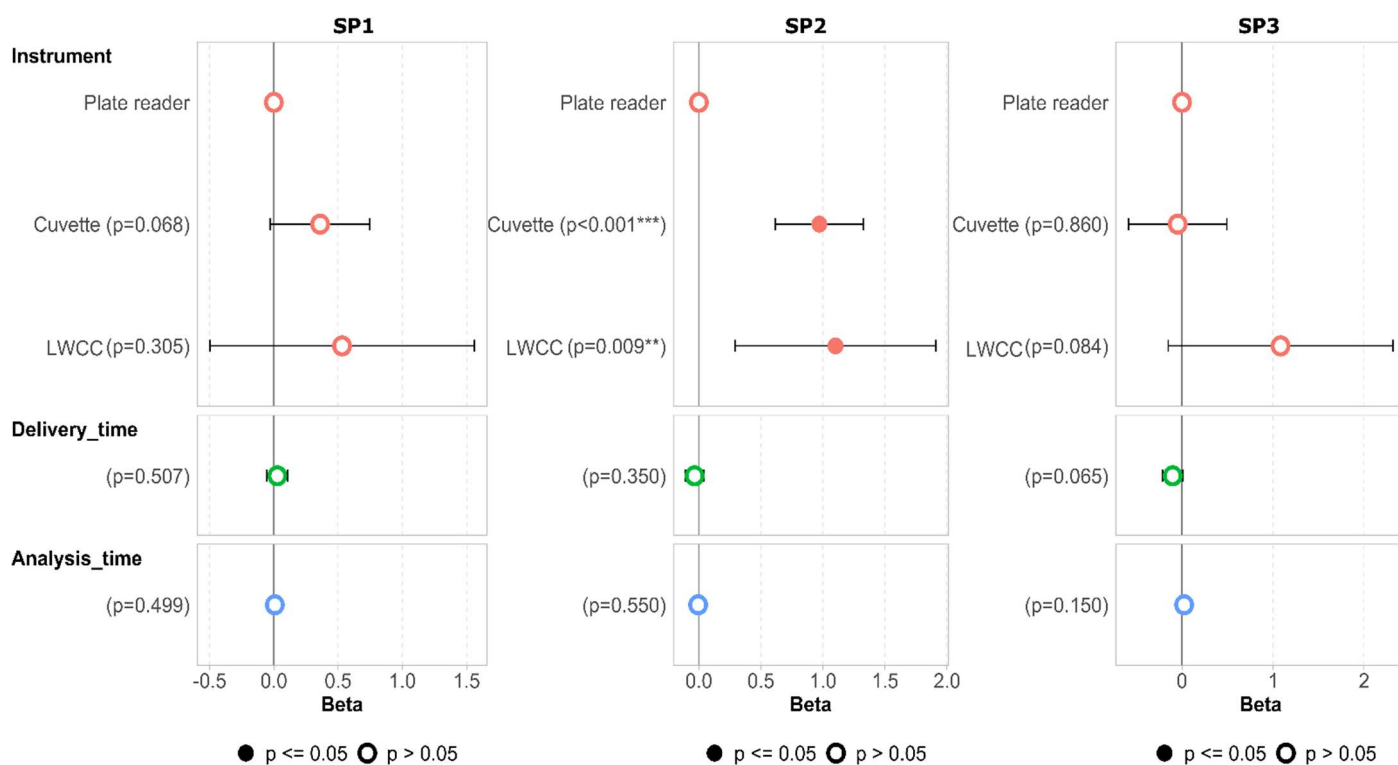 SP1
SP2
SP3
Instrument
Plate reader
Plate reader
Plate reader
Cuvette (p=0.068)
Cuvette (p<0.001***)
Cuvette (p=0.860)
LWCC (p=0.305)
LWCC (p=0.009**)
LWCC (p=0.084)
Delivery_time
(p=0.507)
(p=0.350)
(p=0.065)
Analysis_time
(p=0.499)
(p=0.550)
(p=0.150)
-0.5 0.0 0.5 1.0 1.5
0.0 0.5 1.0 1.5 2.0
0 1 2
Beta
Beta
Beta
p <= 0.05 p > 0.05
p <= 0.05 p > 0.05
p <= 0.05 p > 0.05